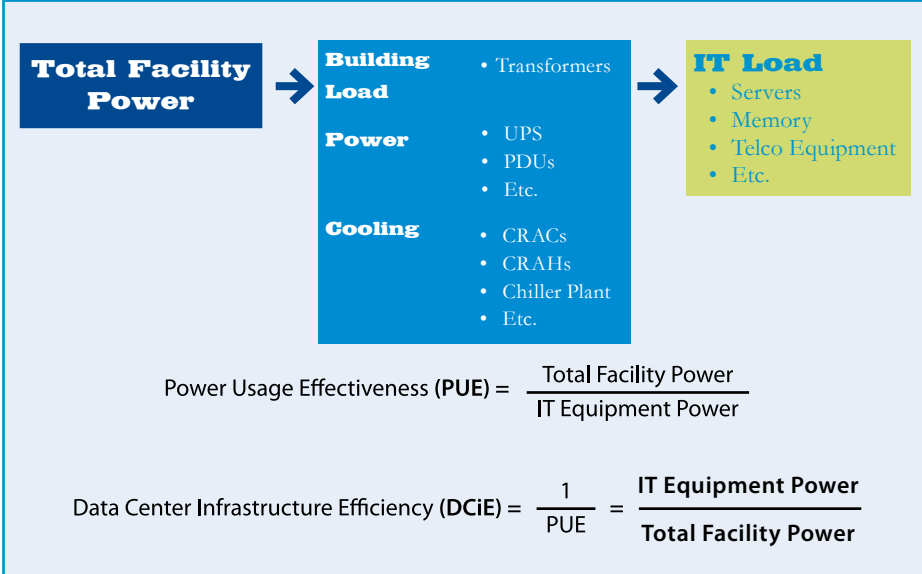 Total Facility
Power
Building
Load
• Transformers
Power
• UPS
• PDUs
• Etc.
Cooling
• CRACs
• CRAHs
• Chiller Plant
• Etc.
IT Load
• Servers
• Memory
• Telco Equipment
• Etc.
Power Usage Effectiveness (PUE) = Total Facility Power
IT Equipment Power
Data Center Infrastructure Efficiency (DCiE) = 1
PUE
= IT Equipment Power
Total Facility Power